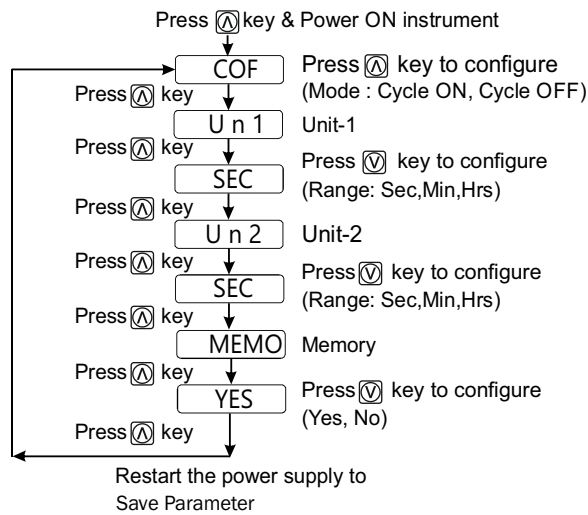 Press Ⓐ key & Power ON instrument
COF
Press Ⓐ key to configure
(Mode : Cycle ON, Cycle OFF)
Press Ⓐ key
U n 1
Unit-1
Press Ⓐ key
Press Ⓥ key to configure
SEC
(Range: Sec,Min,Hrs)
Press Ⓐ key
U n 2
Unit-2
Press Ⓐ key
Press Ⓥ key to configure
SEC
(Range: Sec,Min,Hrs)
Press Ⓐ key
MEMO
Memory
Press Ⓐ key
YES
Press Ⓥ key to configure
(Yes, No)
Press Ⓐ key
Restart the power supply to
Save Parameter